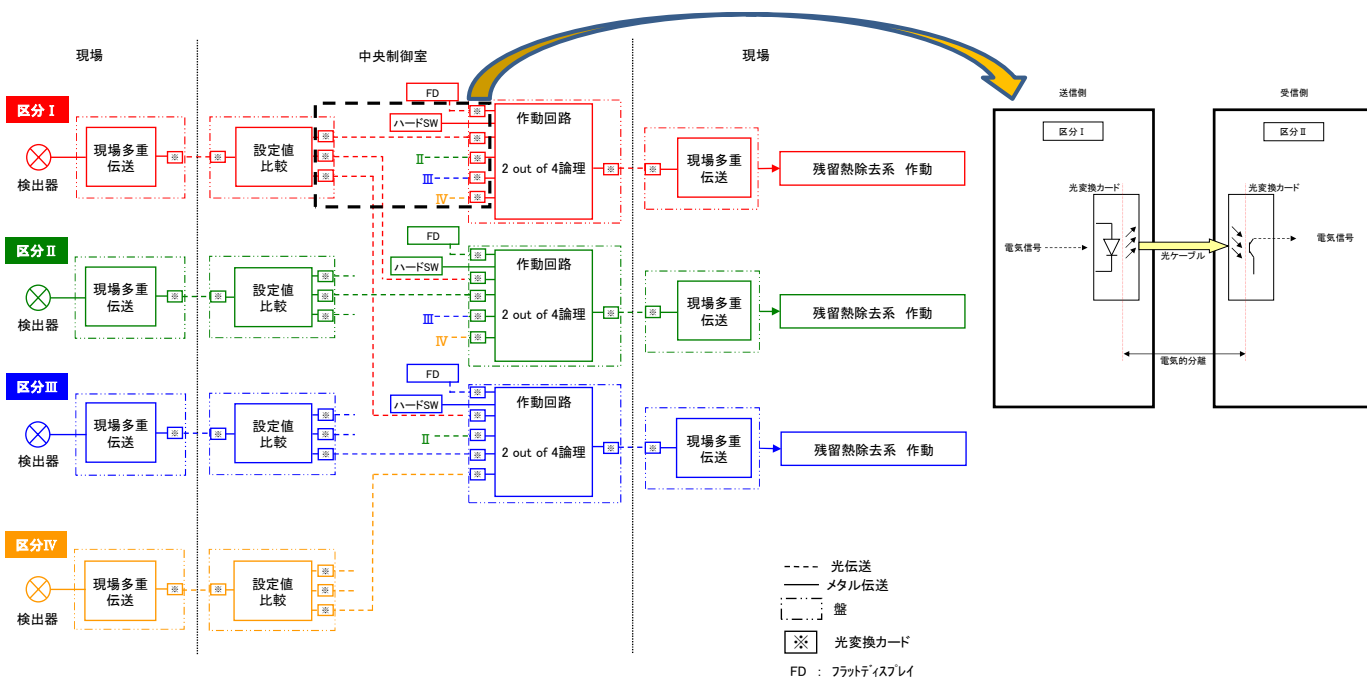 現場
中央制御室
現場
区分Ⅰ
検出器
現場多重
伝送
※
※
設定値
比較
※
※
※
FD
ハードSW
Ⅱ
Ⅲ
Ⅳ
※
※
※
※
※
作動回路
2 out of 4論理
※
※
現場多重
伝送
残留熱除去系 作動
区分Ⅱ
検出器
現場多重
伝送
※
※
設定値
比較
※
※
※
FD
ハードSW
Ⅲ
Ⅳ
※
※
※
※
※
作動回路
2 out of 4論理
※
※
現場多重
伝送
残留熱除去系 作動
区分Ⅲ
検出器
現場多重
伝送
※
※
設定値
比較
※
※
※
FD
ハードSW
Ⅱ
※
※
※
※
※
作動回路
2 out of 4論理
※
※
現場多重
伝送
残留熱除去系 作動
区分Ⅳ
検出器
現場多重
伝送
※
※
設定値
比較
※
※
※
光伝送
メタル伝送
盤
※ 光変換カード
FD : フラットディスプレイ
送信側
受信側
区分Ⅰ
区分Ⅱ
光変換カード
光変換カード
電気信号
光ケーブル
電気信号
電気的分離